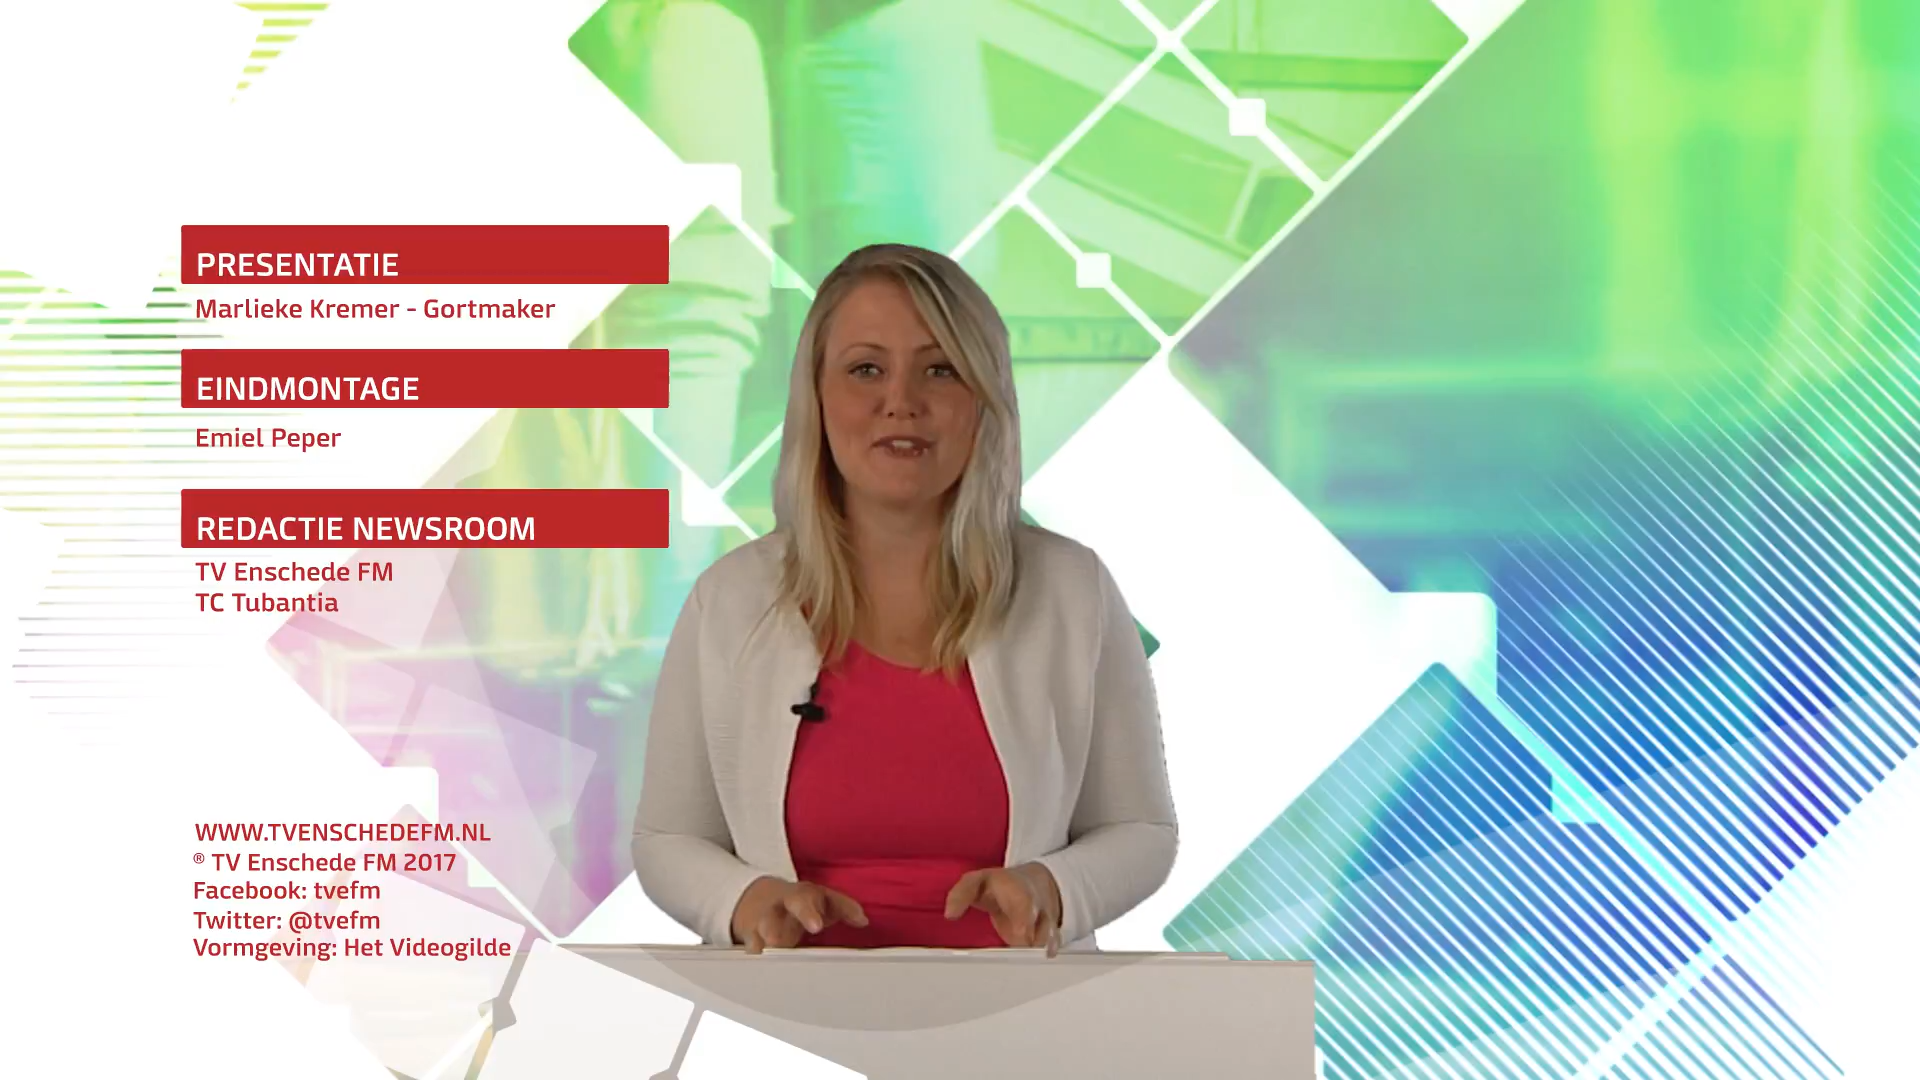 PRESENTATIE
Marlieke Kremer - Gortmaker
EINDMONTAGE
Emiel Peper
REDACTIE NEWSROOM
TV Enschede FM
TC Tubantia
WWW.TVENSCHEDEFM.NL
® TV Enschede FM 2017
Facebook: tvefm
Twitter: @tvefm
Vormgeving: Het Videogilde